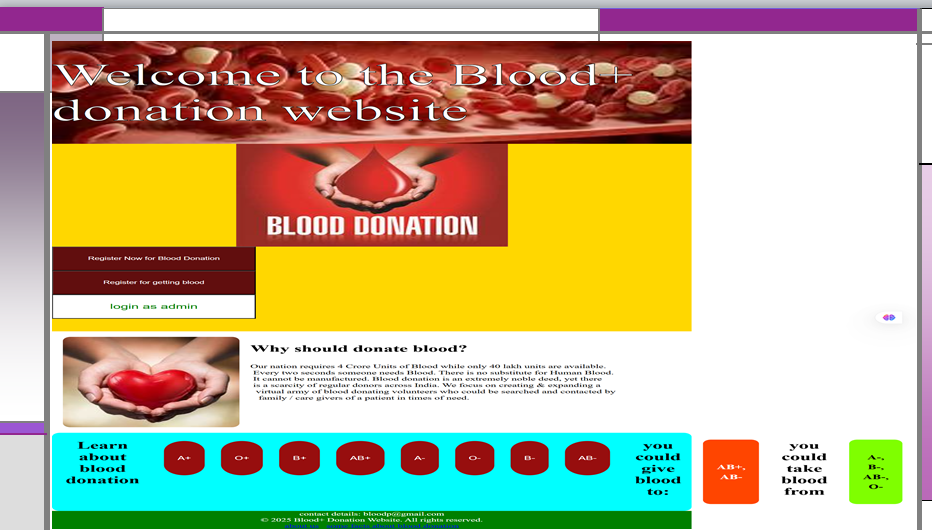 Welcome to the Blood+
donation website
BLOOD DONATION
Register Now for Blood Donation
Register for getting blood
login as admin
Why should donate blood?
Our nation requires 4 Crore Units of Blood while only 40 lakh units are available.
Every two seconds someone needs Blood. There is no substitute for Human Blood.
It cannot be manufactured. Blood donation is an extremely noble deed, yet there
is a scarcity of regular donors across India. We focus on creating & expanding a
virtual army of blood donating volunteers who could be searched and contacted by
family / care givers of a patient in times of need.
Learn
about
blood
donation
A+
O+
B+
AB+
A-
O-
B-
AB-
you
could
give
blood
to:
AB+,
AB-
you
could
take
blood
from
A-,
B-,
AB-,
O-
contact details: bloodp@gmail.com
© 2025 Blood+ Donation Website. All rights reserved.